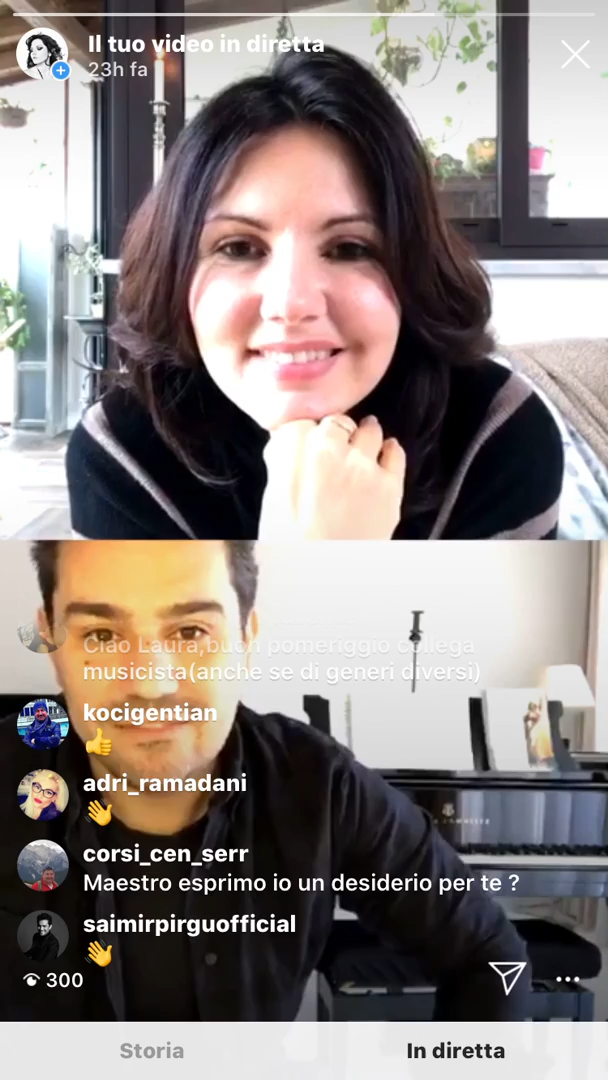 Il tuo video in diretta
23h fa
Ciao Laura,buon pomeriggio collega
musicista(anche se di generi diversi)
kocigentian
👍
adri_ramadani
👋
corsi_cen_serr
Maestro esprimo io un desiderio per te ?
saimirpirguofficial
👋
300
Storia
In diretta